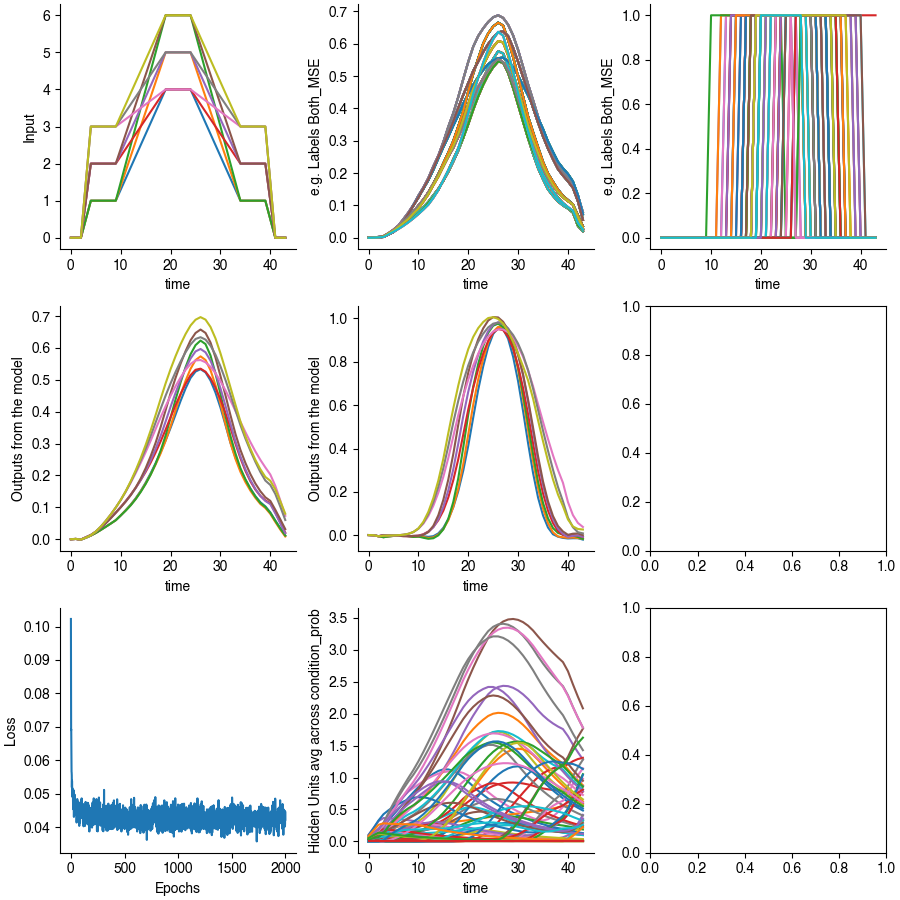 6
5
4
3
2
1
0
Input
0 10 20 30 40
time
0.7
0.6
0.5
0.4
0.3
0.2
0.1
0.0
e.g. Labels Both_MSE
0 10 20 30 40
time
1.0
0.8
0.6
0.4
0.2
0.0
e.g. Labels Both_MSE
0 10 20 30 40
time
0.7
0.6
0.5
0.4
0.3
0.2
0.1
0.0
Outputs from the model
0 10 20 30 40
time
1.0
0.8
0.6
0.4
0.2
0.0
Outputs from the model
0 10 20 30 40
time
1.0
0.8
0.6
0.4
0.2
0.0
0.0 0.2 0.4 0.6 0.8 1.0
0.10
0.09
0.08
0.07
0.06
0.05
0.04
Loss
0 500 1000 1500 2000
Epochs
3.5
3.0
2.5
2.0
1.5
1.0
0.5
0.0
Hidden Units avg across condition_prob
0 10 20 30 40
time
1.0
0.8
0.6
0.4
0.2
0.0
0.0 0.2 0.4 0.6 0.8 1.0